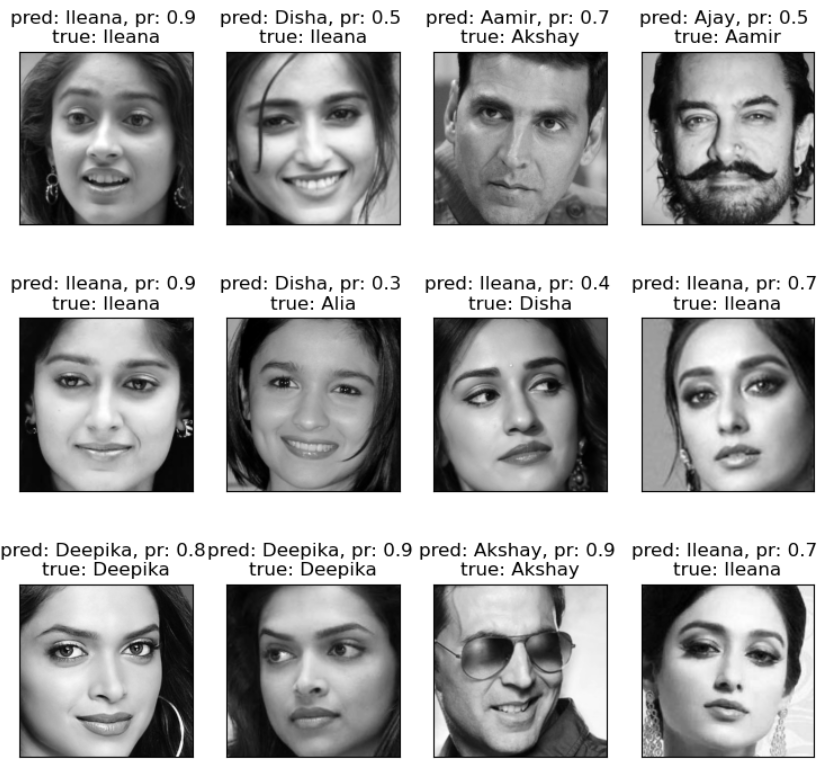 pred: Ileana, pr: 0.9
true: Ileana
pred: Disha, pr: 0.5
true: Ileana
pred: Aamir, pr: 0.7
true: Akshay
pred: Ajay, pr: 0.5
true: Aamir
pred: Ileana, pr: 0.9
true: Ileana
pred: Disha, pr: 0.3
true: Alia
pred: Ileana, pr: 0.4
true: Disha
pred: Ileana, pr: 0.7
true: Ileana
pred: Deepika, pr: 0.8
true: Deepika
pred: Deepika, pr: 0.9
true: Deepika
pred: Akshay, pr: 0.9
true: Akshay
pred: Ileana, pr: 0.7
true: Ileana